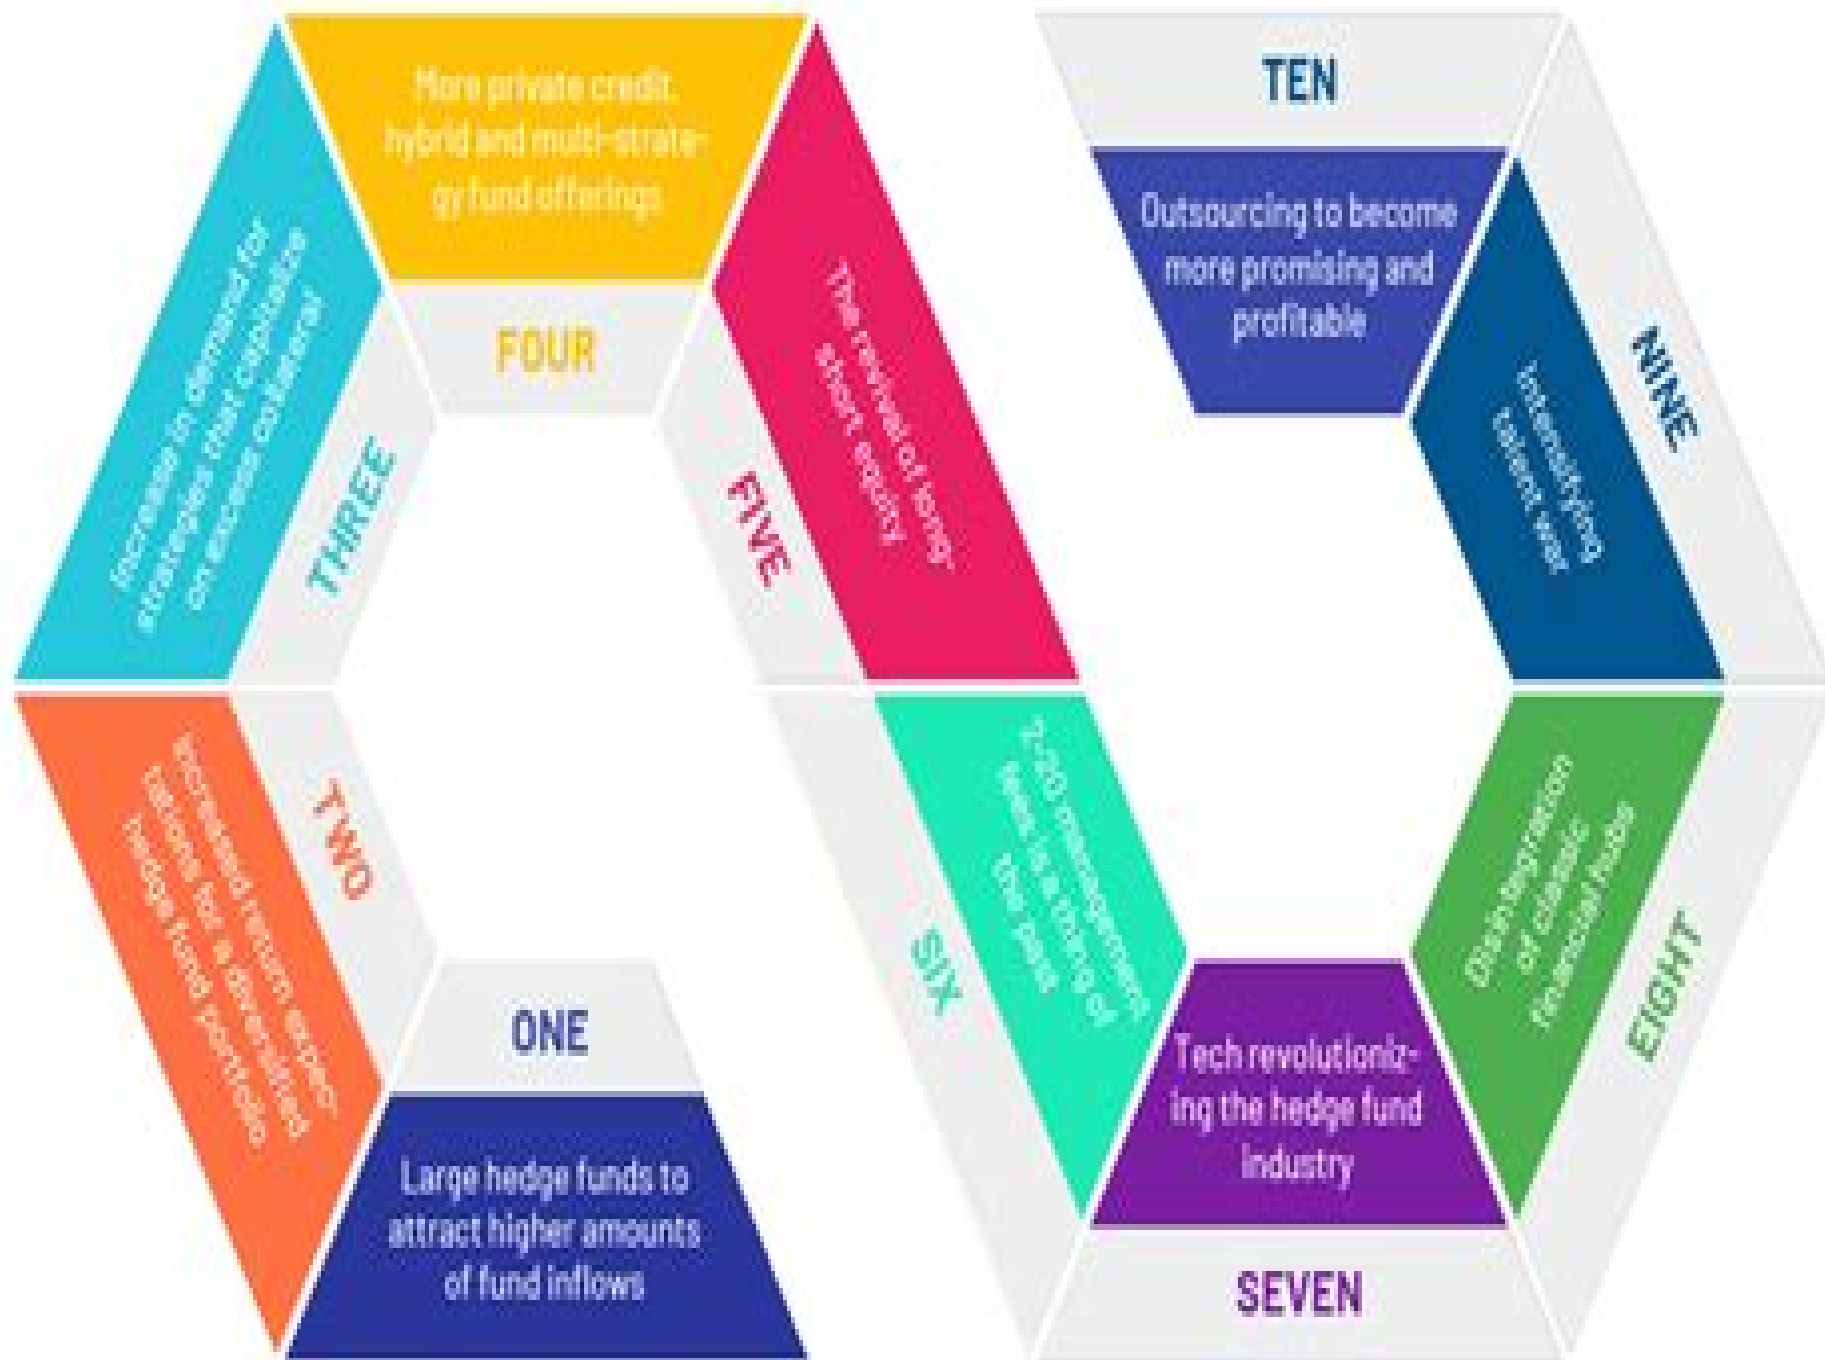 ONE
Large hedge funds to
attract higher amounts
of fund inflows
TWO
Increased return expec-
tations for a diversified
hedge fund portfolio
THREE
Increase in demand for
strategies that capitalize
on excess collateral
More private credit,
hybrid and multi-strate-
gy fund offerings
FOUR
FIVE
The revival of long-
short equity
SIX
2-20 management
fees is a thing of
the past
Tech revolutioniz-
ing the hedge fund
industry
SEVEN
EIGHT
Disintegration
of classic
financial hubs
NINE
Intensifying
talent war
TEN
Outsourcing to become
more promising and
profitable